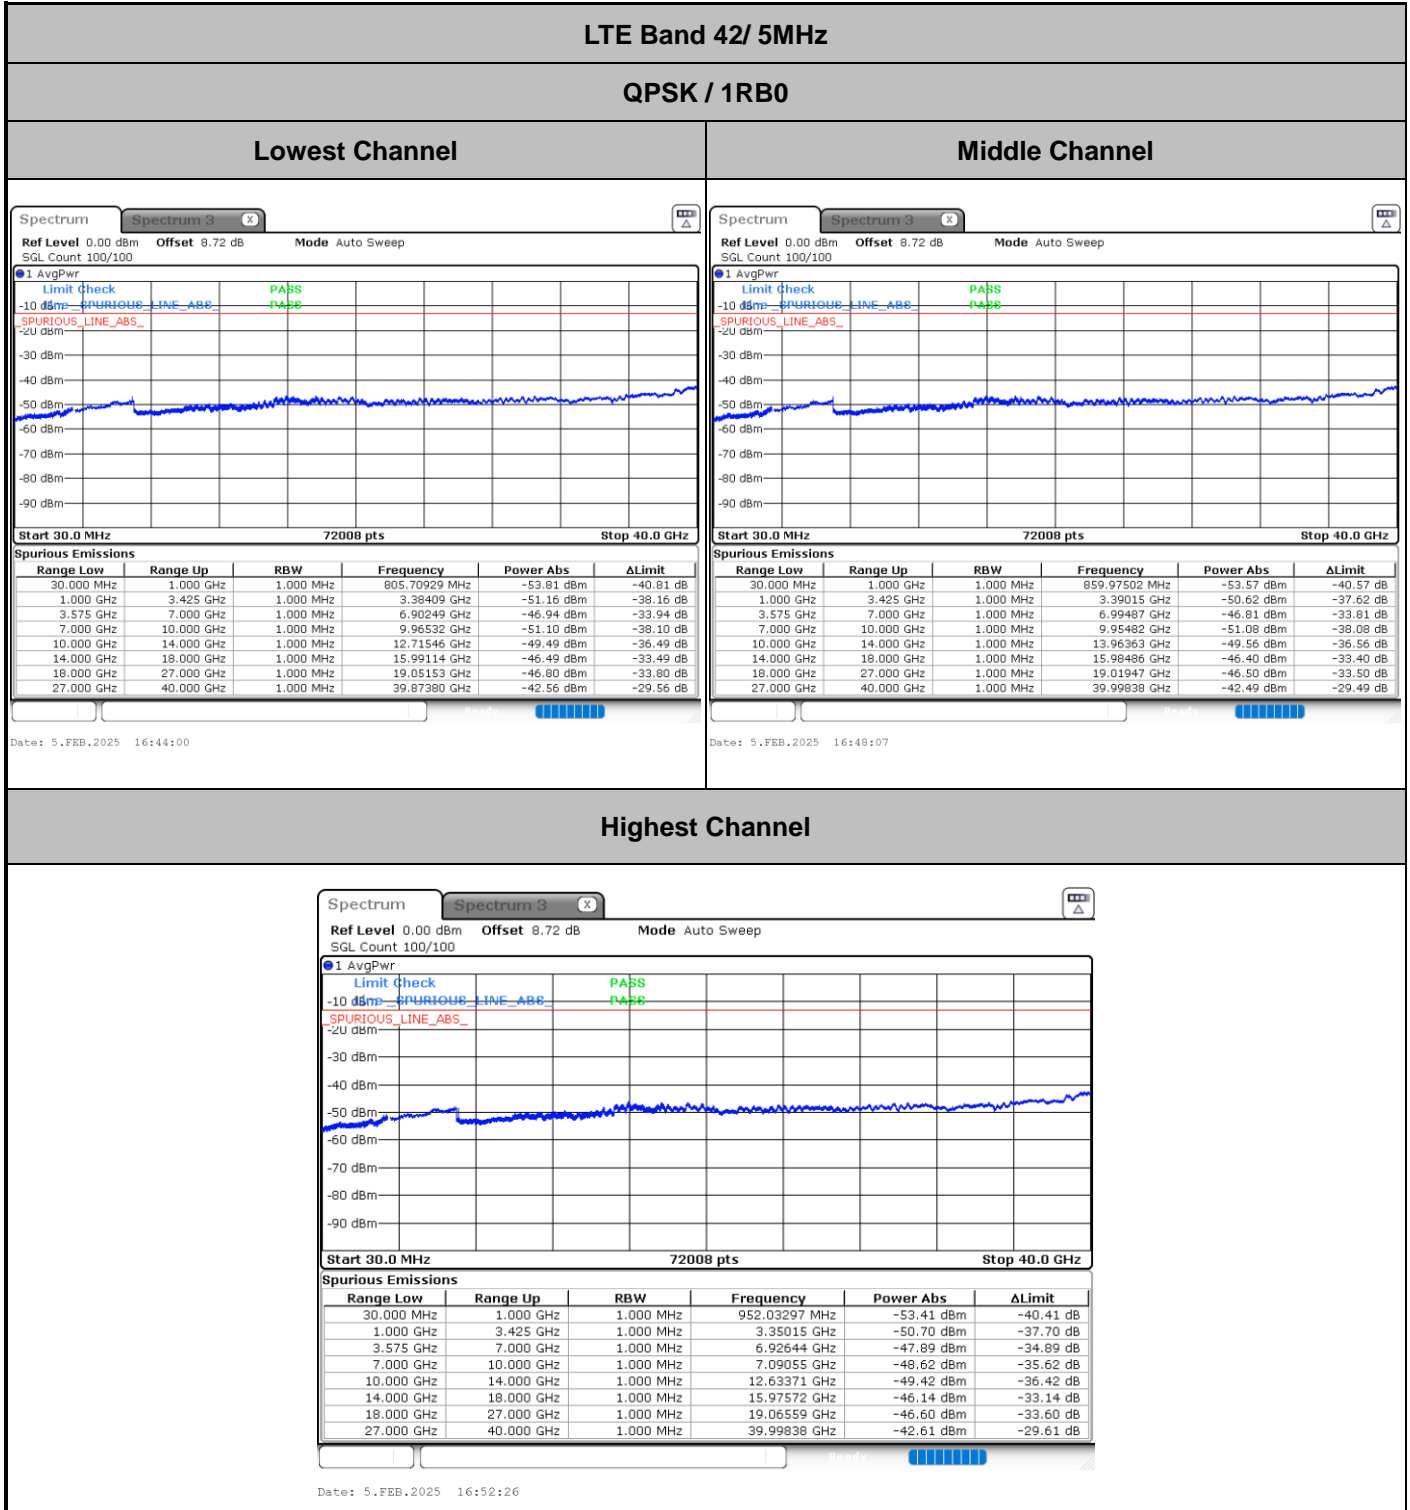 LTE Band 42/ 5MHz
QPSK / 1RB0
Lowest Channel
Middle Channel
Spectrum Spectrum 3 X
Ref Level 0.00 dBm Offset 8.72 dB Mode Auto Sweep
SGL Count 100/100
1 AvgPwr
Limit Check PASS
-10 dBm Line _SPURIOUS_LINE_ABS_ PASS
_SPURIOUS_LINE_ABS_
-20 dBm
-30 dBm
-40 dBm
-50 dBm
-60 dBm
-70 dBm
-80 dBm
-90 dBm
Start 30.0 MHz 72008 pts Stop 40.0 GHz
Spurious Emissions
Range Low Range Up RBW Frequency Power Abs ΔLimit
30.000 MHz 1.000 GHz 1.000 MHz 805.70929 MHz -53.81 dBm -40.81 dB
1.000 GHz 3.425 GHz 1.000 MHz 3.38409 GHz -51.16 dBm -38.16 dB
3.575 GHz 7.000 GHz 1.000 MHz 6.90249 GHz -46.94 dBm -33.94 dB
7.000 GHz 10.000 GHz 1.000 MHz 9.96532 GHz -51.10 dBm -38.10 dB
10.000 GHz 14.000 GHz 1.000 MHz 12.71546 GHz -49.49 dBm -36.49 dB
14.000 GHz 18.000 GHz 1.000 MHz 15.99114 GHz -46.49 dBm -33.49 dB
18.000 GHz 27.000 GHz 1.000 MHz 19.05153 GHz -46.80 dBm -33.80 dB
27.000 GHz 40.000 GHz 1.000 MHz 39.87380 GHz -42.56 dBm -29.56 dB
Ready
Date: 5.FEB.2025 16:44:00
Spectrum Spectrum 3 X
Ref Level 0.00 dBm Offset 8.72 dB Mode Auto Sweep
SGL Count 100/100
1 AvgPwr
Limit Check PASS
-10 dBm Line _SPURIOUS_LINE_ABS_ PASS
_SPURIOUS_LINE_ABS_
-20 dBm
-30 dBm
-40 dBm
-50 dBm
-60 dBm
-70 dBm
-80 dBm
-90 dBm
Start 30.0 MHz 72008 pts Stop 40.0 GHz
Spurious Emissions
Range Low Range Up RBW Frequency Power Abs ΔLimit
30.000 MHz 1.000 GHz 1.000 MHz 859.97502 MHz -53.57 dBm -40.57 dB
1.000 GHz 3.425 GHz 1.000 MHz 3.39015 GHz -50.62 dBm -37.62 dB
3.575 GHz 7.000 GHz 1.000 MHz 6.99487 GHz -46.81 dBm -33.81 dB
7.000 GHz 10.000 GHz 1.000 MHz 9.95482 GHz -51.08 dBm -38.08 dB
10.000 GHz 14.000 GHz 1.000 MHz 13.96363 GHz -49.56 dBm -36.56 dB
14.000 GHz 18.000 GHz 1.000 MHz 15.98486 GHz -46.40 dBm -33.40 dB
18.000 GHz 27.000 GHz 1.000 MHz 19.01947 GHz -46.50 dBm -33.50 dB
27.000 GHz 40.000 GHz 1.000 MHz 39.99838 GHz -42.49 dBm -29.49 dB
Ready
Date: 5.FEB.2025 16:48:07
Highest Channel
Spectrum Spectrum 3 X
Ref Level 0.00 dBm Offset 8.72 dB Mode Auto Sweep
SGL Count 100/100
1 AvgPwr
Limit Check PASS
-10 dBm Line _SPURIOUS_LINE_ABS_ PASS
_SPURIOUS_LINE_ABS_
-20 dBm
-30 dBm
-40 dBm
-50 dBm
-60 dBm
-70 dBm
-80 dBm
-90 dBm
Start 30.0 MHz 72008 pts Stop 40.0 GHz
Spurious Emissions
Range Low Range Up RBW Frequency Power Abs ΔLimit
30.000 MHz 1.000 GHz 1.000 MHz 952.03297 MHz -53.41 dBm -40.41 dB
1.000 GHz 3.425 GHz 1.000 MHz 3.35015 GHz -50.70 dBm -37.70 dB
3.575 GHz 7.000 GHz 1.000 MHz 6.92644 GHz -47.89 dBm -34.89 dB
7.000 GHz 10.000 GHz 1.000 MHz 7.09055 GHz -48.62 dBm -35.62 dB
10.000 GHz 14.000 GHz 1.000 MHz 12.63371 GHz -49.42 dBm -36.42 dB
14.000 GHz 18.000 GHz 1.000 MHz 15.97572 GHz -46.14 dBm -33.14 dB
18.000 GHz 27.000 GHz 1.000 MHz 19.06559 GHz -46.60 dBm -33.60 dB
27.000 GHz 40.000 GHz 1.000 MHz 39.99838 GHz -42.61 dBm -29.61 dB
Ready
Date: 5.FEB.2025 16:52:26